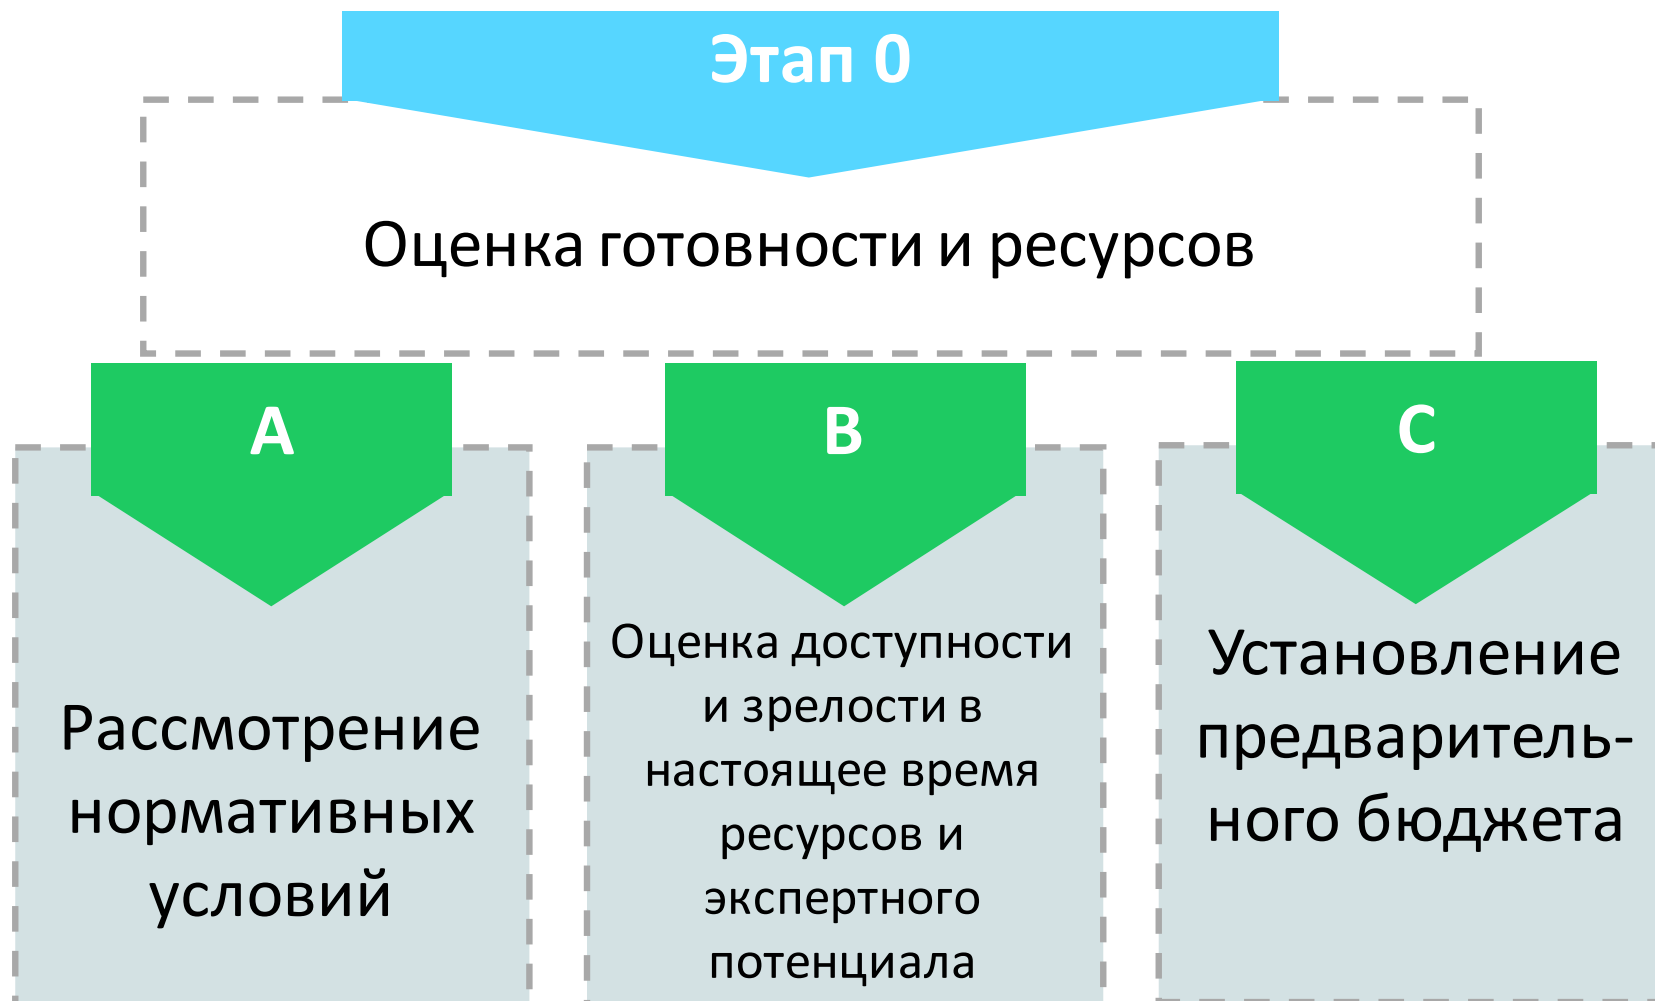 Этап 0
Оценка готовности и ресурсов
A
Рассмотрение
нормативных
условий
B
Оценка доступности
и зрелости в
настоящее время
ресурсов и
экспертного
потенциала
C
Установление
предваритель-
ного бюджета